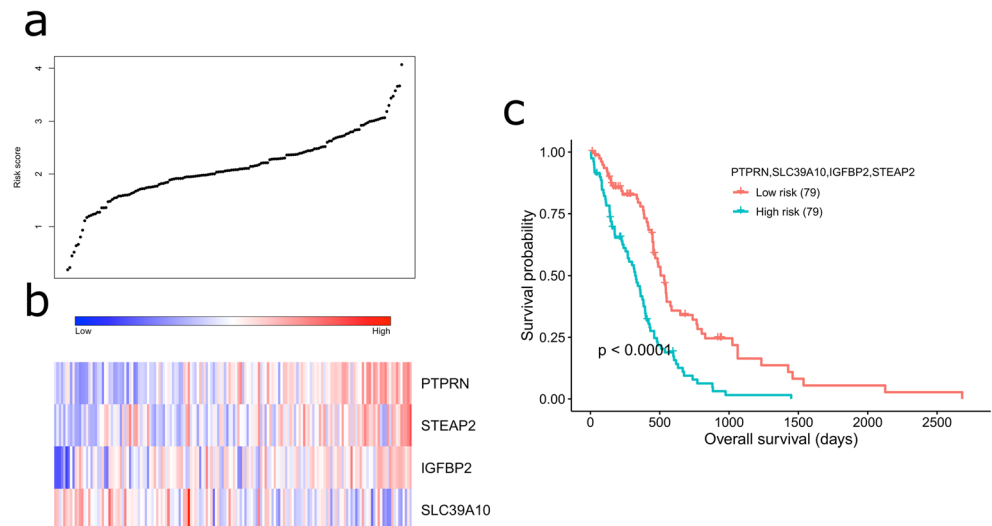 a
4
3
2
1
Risk score
b
Low High
PTPRN
STEAP2
IGFBP2
SLC39A10
c
PTPRN,SLC39A10,IGFBP2,STEAP2
Low risk (79)
High risk (79)
1.00
0.75
0.50
0.25
0.00
Survival probability
p < 0.0001
0 500 1000 1500 2000 2500
Overall survival (days)